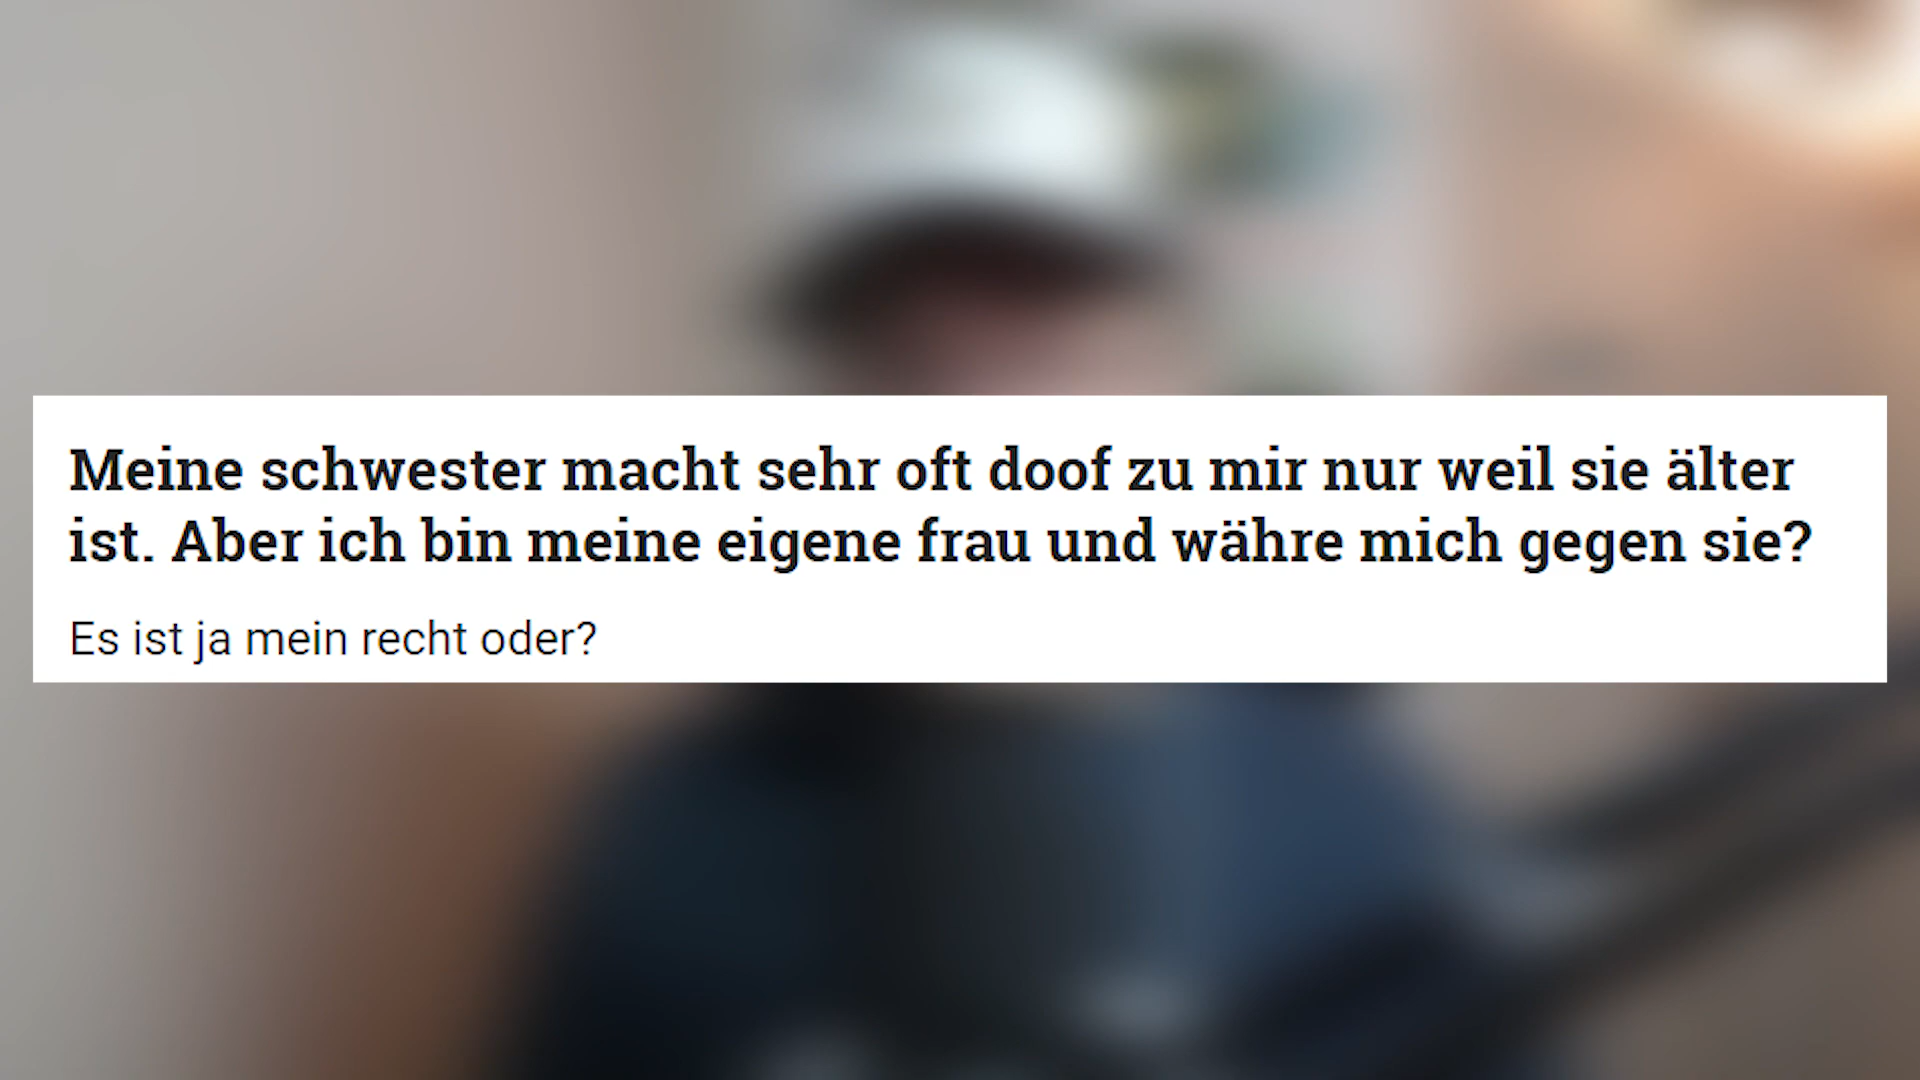 Meine schwester macht sehr oft doof zu mir nur weil sie älter
ist. Aber ich bin meine eigene frau und währe mich gegen sie?
Es ist ja mein recht oder?